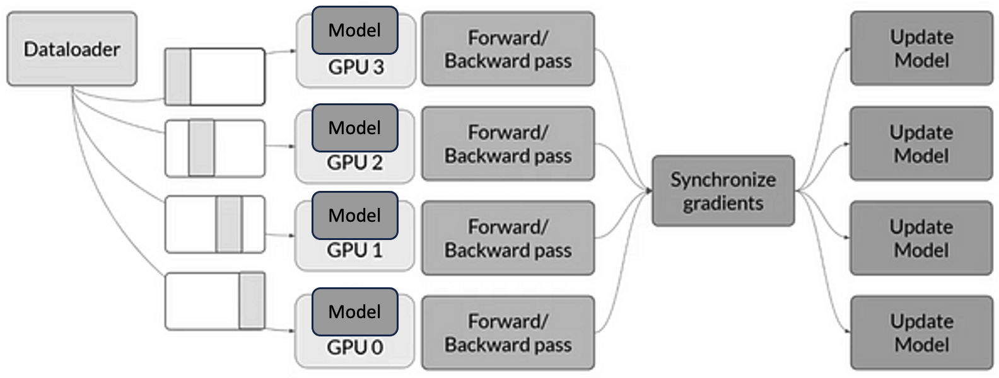 Dataloader
Model
GPU 3
Forward/
Backward pass
Update
Model
Model
GPU 2
Forward/
Backward pass
Update
Model
Synchronize
gradients
Model
GPU 1
Forward/
Backward pass
Update
Model
Model
GPU 0
Forward/
Backward pass
Update
Model